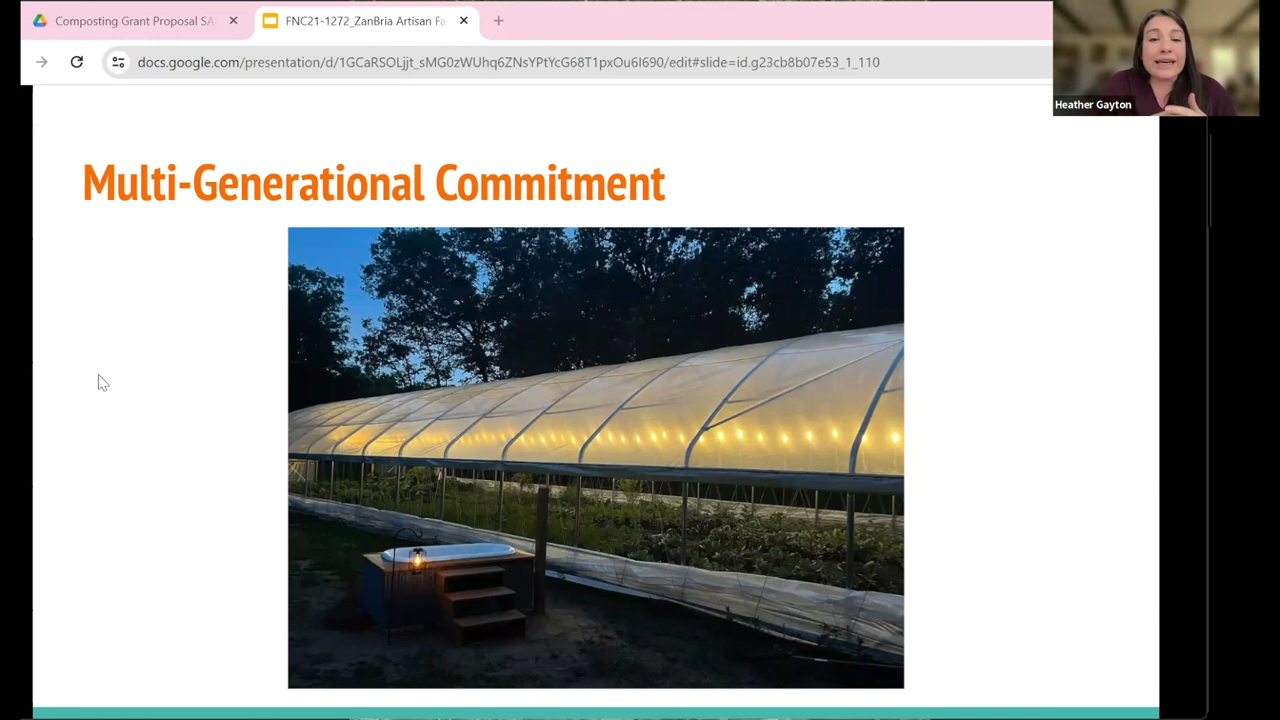 Composting Grant Proposal SA
FNC21-1272_ZanBria Artisan Fa
docs.google.com/presentation/d/1GCaRSOLjjt_sMG0zWUhq6ZNsYPtYcG68T1pxOu6I690/edit#slide=id.g23cb8b07e53_1_110
Heather Gayton
Multi-Generational Commitment